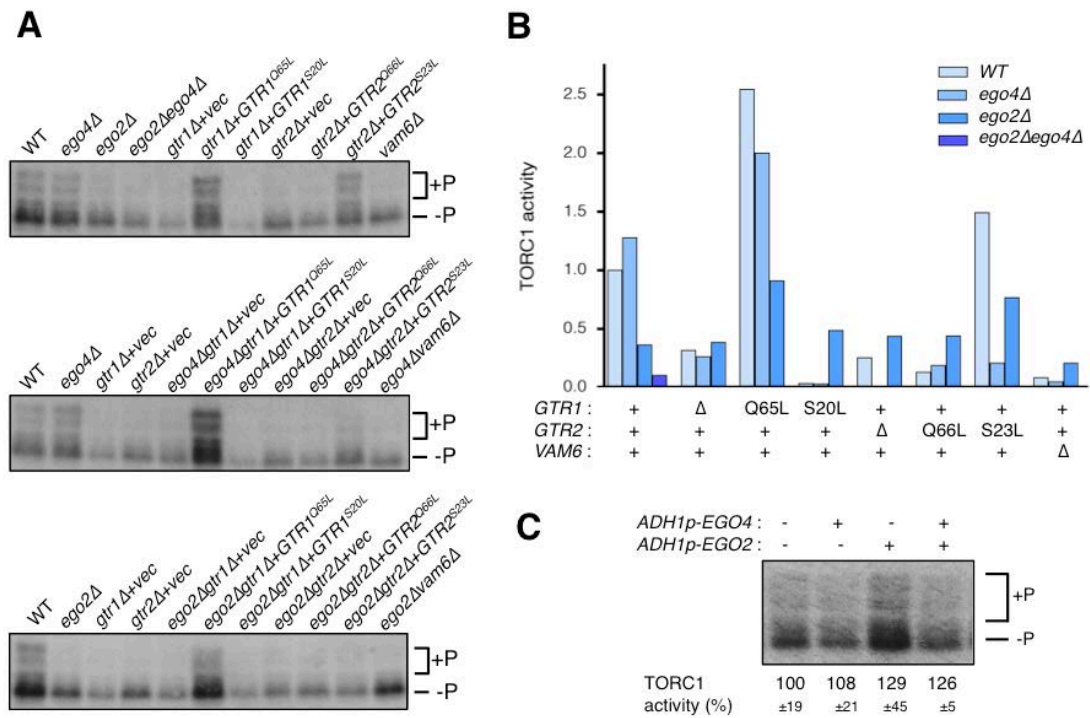 A
WT
ego4Δ
ego2Δ
ego2Δego4Δ
gtr1Δ+vec
gtr1Δ+GTR1Q65L
gtr1Δ+GTR1S20L
gtr2Δ+vec
gtr2Δ+GTR2Q66L
gtr2Δ+GTR2S23L
vam6Δ
+P
-P
WT
ego4Δ
gtr1Δ+vec
gtr2Δ+vec
ego4Δgtr1Δ+vec
ego4Δgtr1Δ+GTR1Q65L
ego4Δgtr1Δ+GTR1S20L
ego4Δgtr2Δ+vec
ego4Δgtr2Δ+GTR2Q66L
ego4Δgtr2Δ+GTR2S23L
ego4Δvam6Δ
+P
-P
WT
ego2Δ
gtr1Δ+vec
gtr2Δ+vec
ego2Δgtr1Δ+vec
ego2Δgtr1Δ+GTR1Q65L
ego2Δgtr1Δ+GTR1S20L
ego2Δgtr2Δ+vec
ego2Δgtr2Δ+GTR2Q66L
ego2Δgtr2Δ+GTR2S23L
ego2Δvam6Δ
+P
-P
B
TORC1 activity
2.5
2.0
1.5
1.0
0.5
0.0
WT
ego4Δ
ego2Δ
ego2Δego4Δ
GTR1 : + Δ Q65L S20L + + + +
GTR2 : + + + + Δ Q66L S23L +
VAM6 : + + + + + + + Δ
C
ADH1p-EGO4 : - + - +
ADH1p-EGO2 : - - + +
+P
-P
TORC1 100 108 129 126
activity (%) ±19 ±21 ±45 ±5